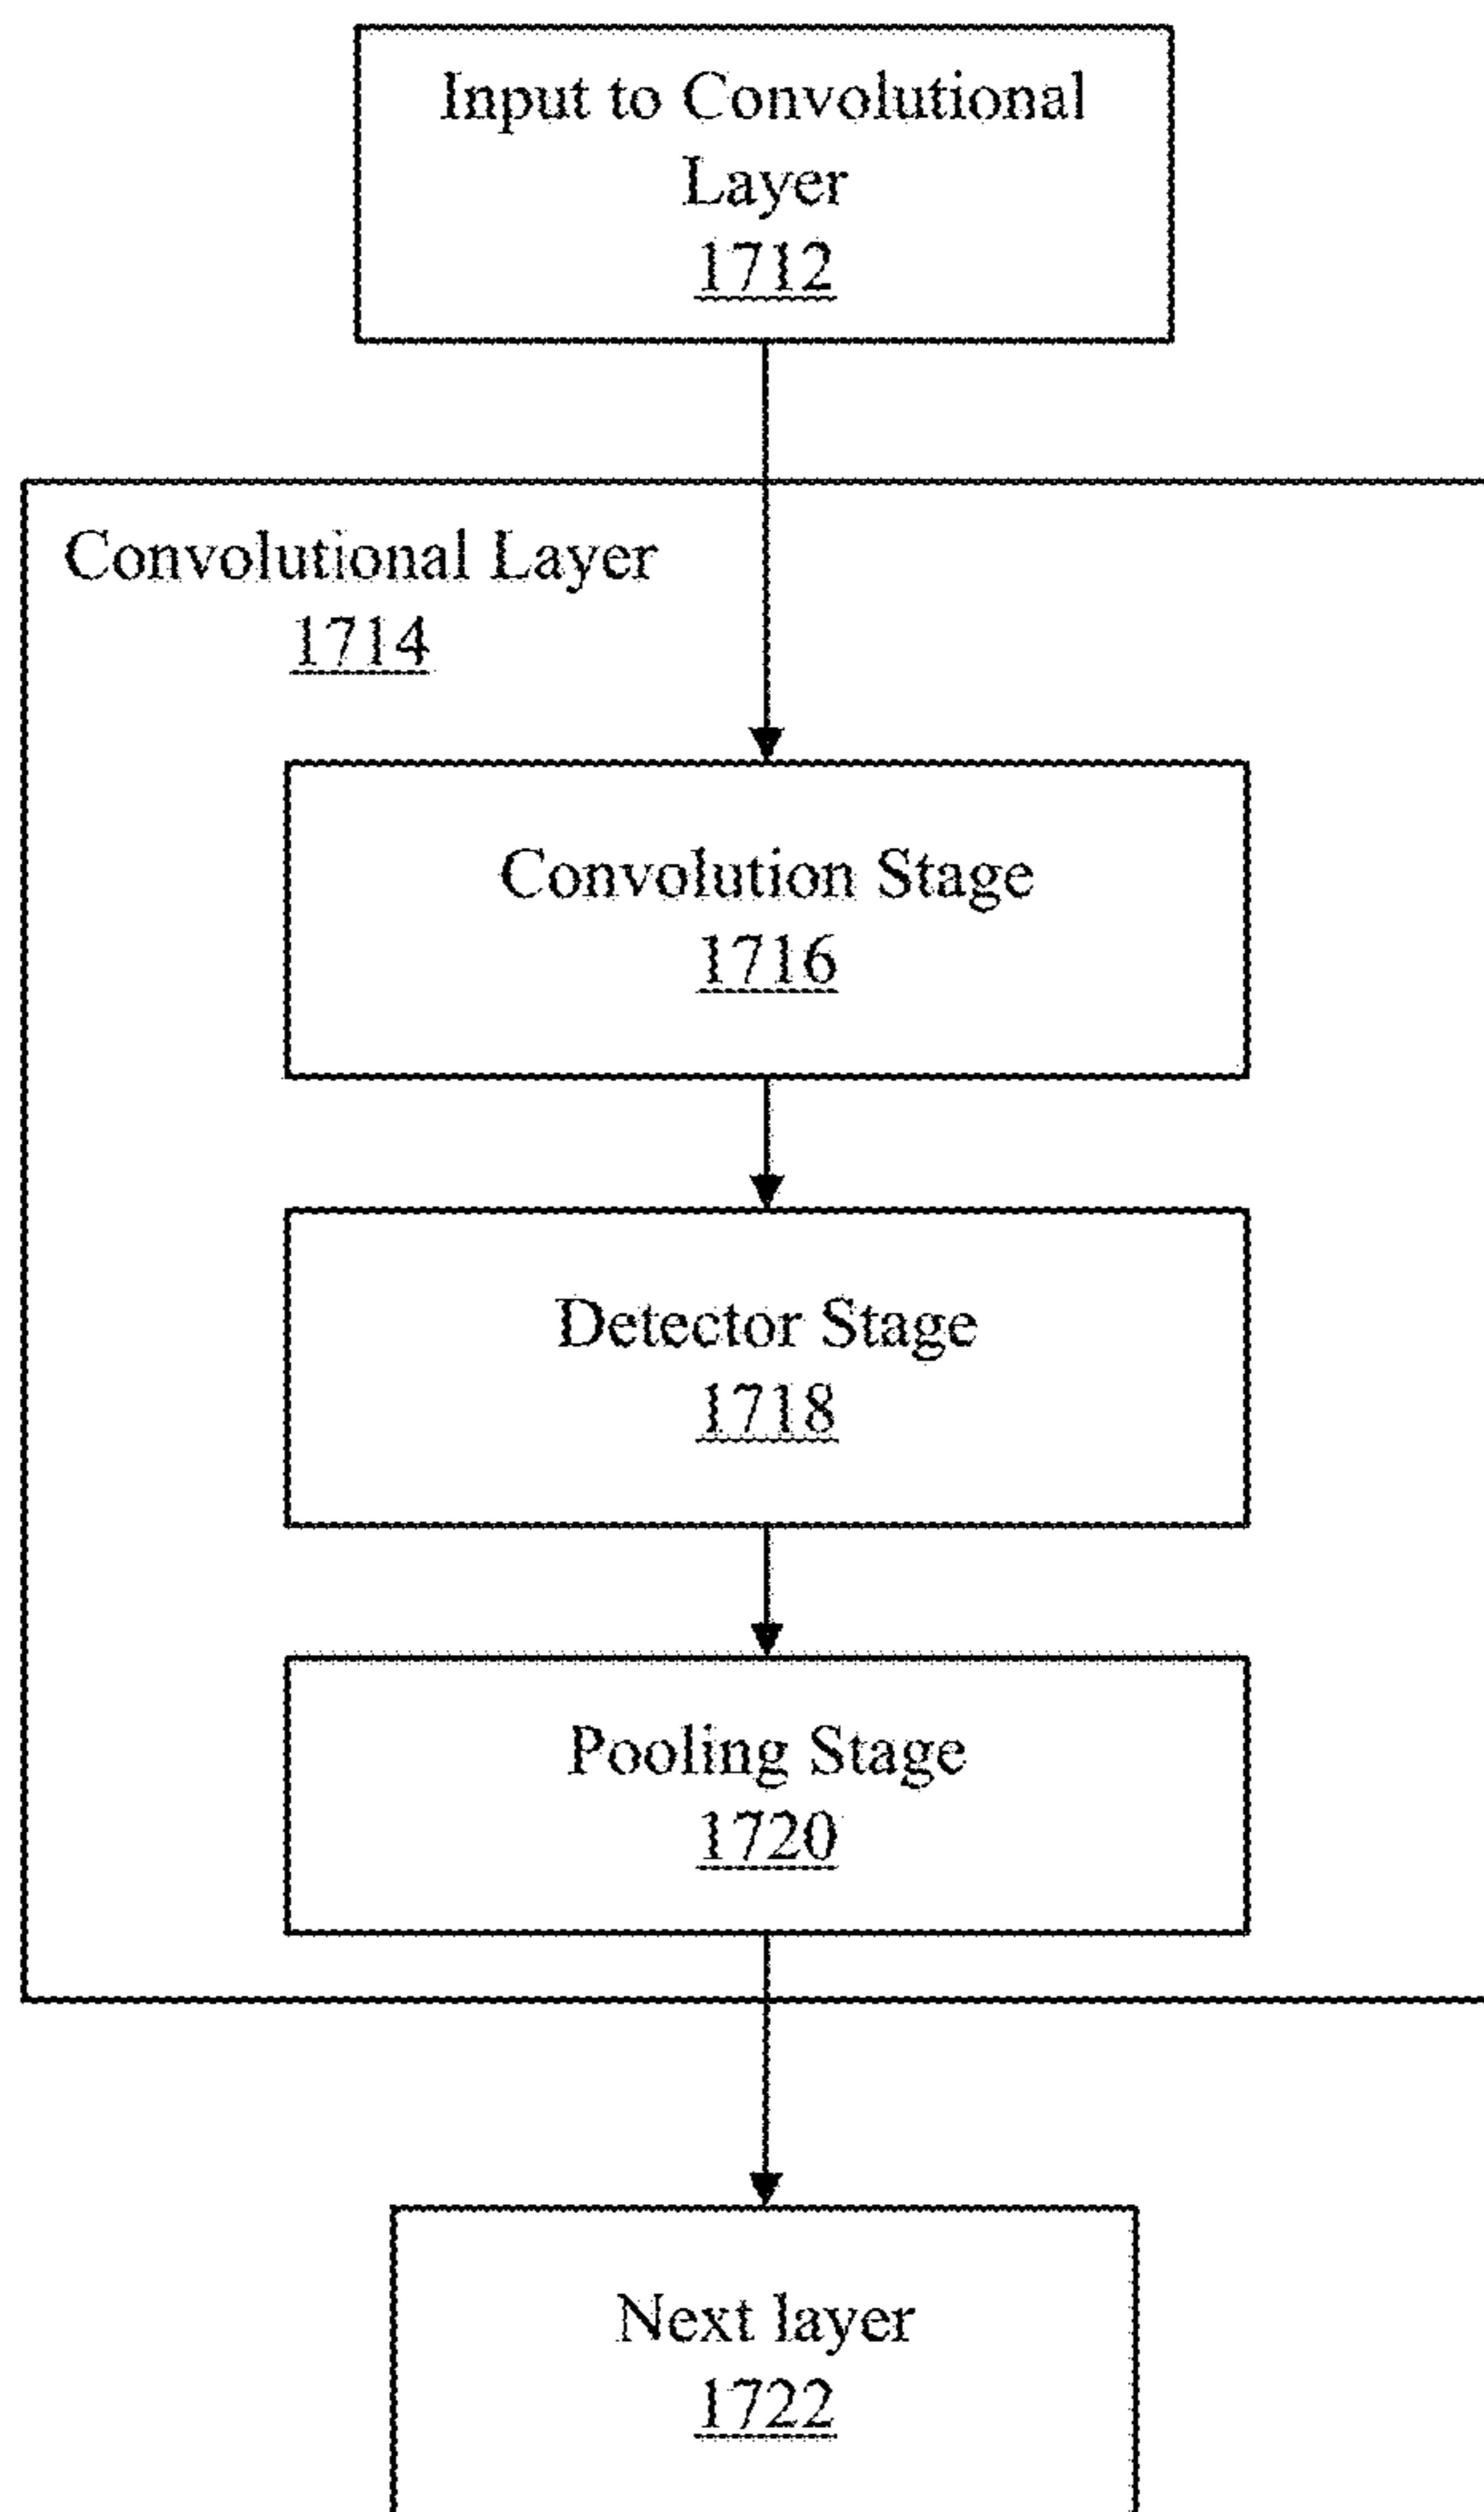 Input to Convolutional
Layer
1712
Convolutional Layer
1714
Convolution Stage
1716
Detector Stage
1718
Pooling Stage
1720
Next layer
1722